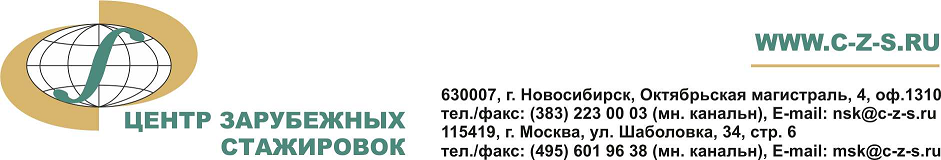 ЦЕНТР ЗАРУБЕЖНЫХ
СТАЖИРОВОК
WWW.C-Z-S.RU
630007, г. Новосибирск, Октябрьская магистраль, 4, оф.1310
тел./факс: (383) 223 00 03 (мн. канальн), E-mail: nsk@c-z-s.ru
115419, г. Москва, ул. Шаболовка, 34, стр. 6
тел./факс: (495) 601 96 38 (мн. канальн), E-mail: msk@c-z-s.ru